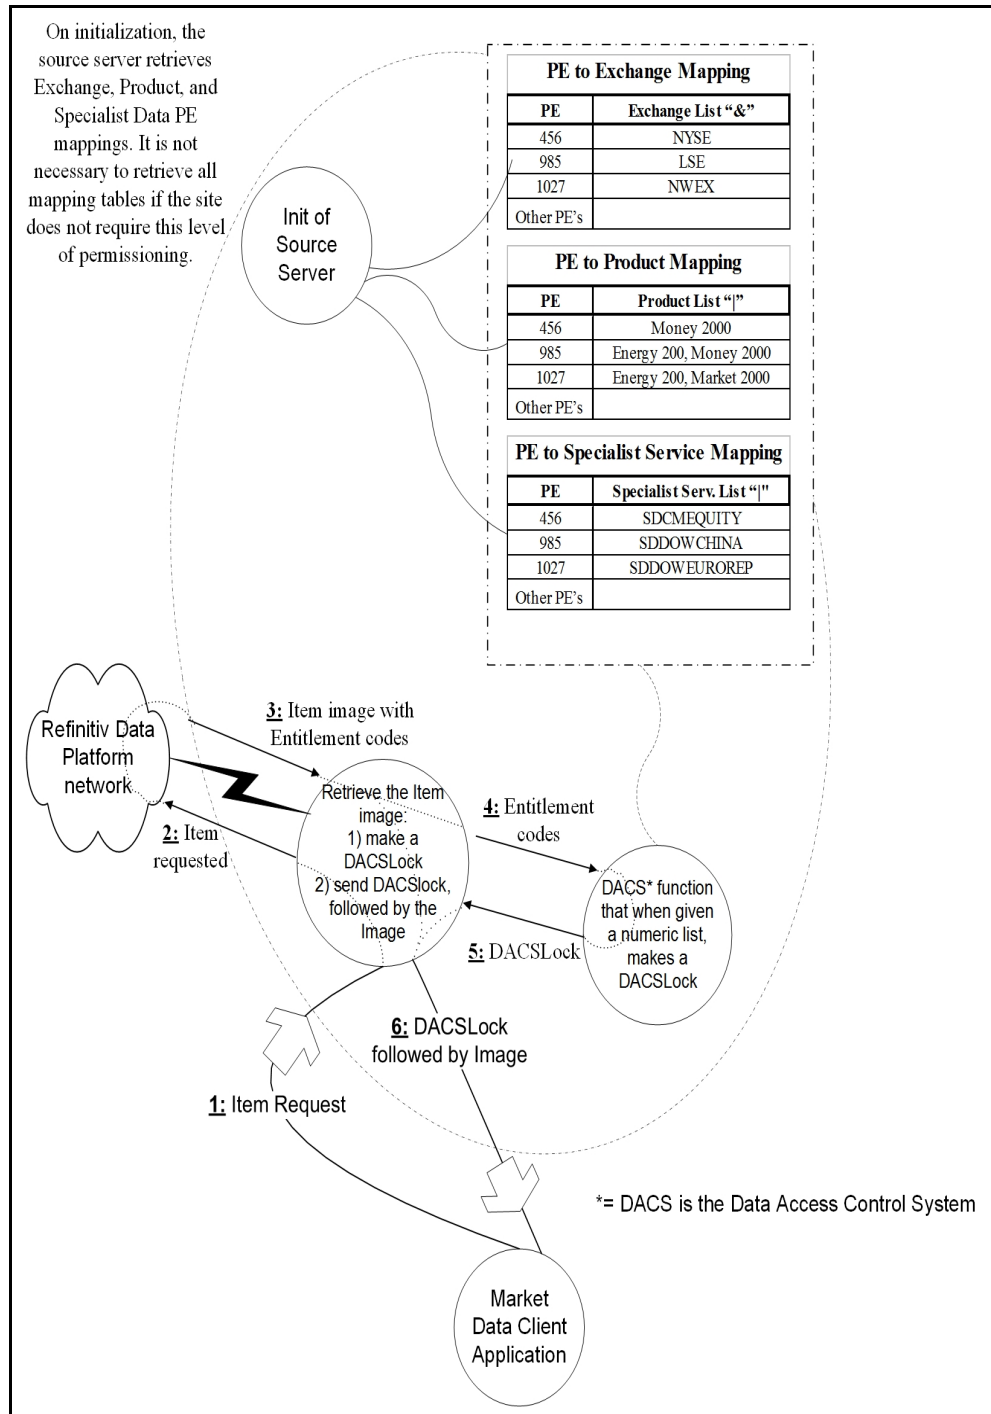 On initialization, the
source server retrieves
Exchange, Product, and
Specialist Data PE
mappings. It is not
necessary to retrieve all
mapping tables if the site
does not require this level
of permissioning.
Init of
Source
Server
PE to Exchange Mapping
PE Exchange List “&”
456 NYSE
985 LSE
1027 NWEX
Other PE’s
PE to Product Mapping
PE Product List “|”
456 Money 2000
985 Energy 200, Money 2000
1027 Energy 200, Market 2000
Other PE’s
PE to Specialist Service Mapping
PE Specialist Serv. List “|"
456 SDCMEQUITY
985 SDDOWCHINA
1027 SDDOWEUROREP
Other PE’s
Refinitiv Data
Platform
network
3: Item image with
Entitlement codes
2: Item
requested
Retrieve the Item
image:
1) make a
DACSLock
2) send DACSlock,
followed by the
Image
4: Entitlement
codes
5: DACSLock
DACS* function
that when given
a numeric list,
makes a
DACSLock
6: DACSLock
followed by Image
1: Item Request
*= DACS is the Data Access Control System
Market
Data Client
Application